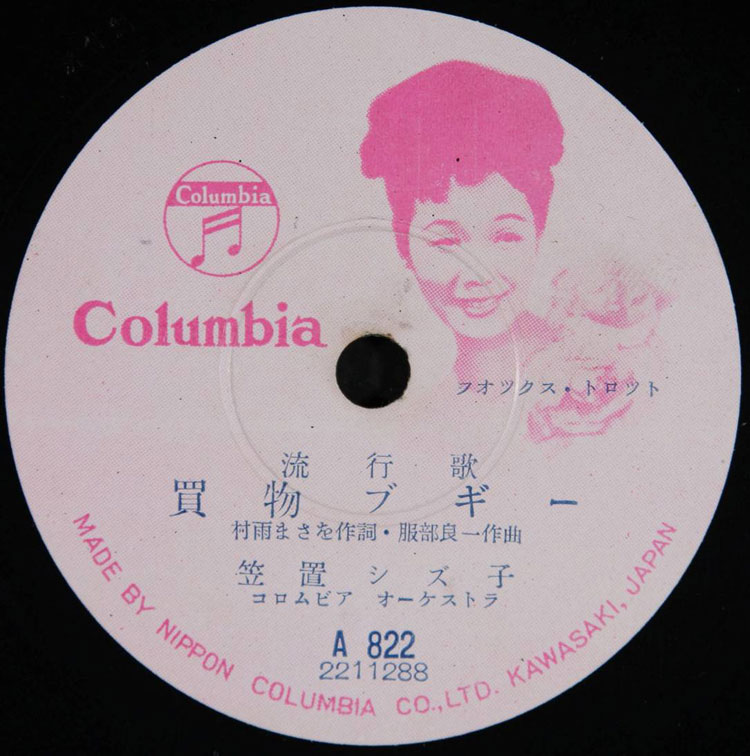 Columbia
Columbia
フオツクス・トロツト
流行歌
買物ブギー
村雨まさを作詞・服部良一作曲
笠置シズ子
コロムビア オーケストラ
A 822
2211288
MADE BY NIPPON COLUMBIA CO.,LTD. KAWASAKI, JAPAN